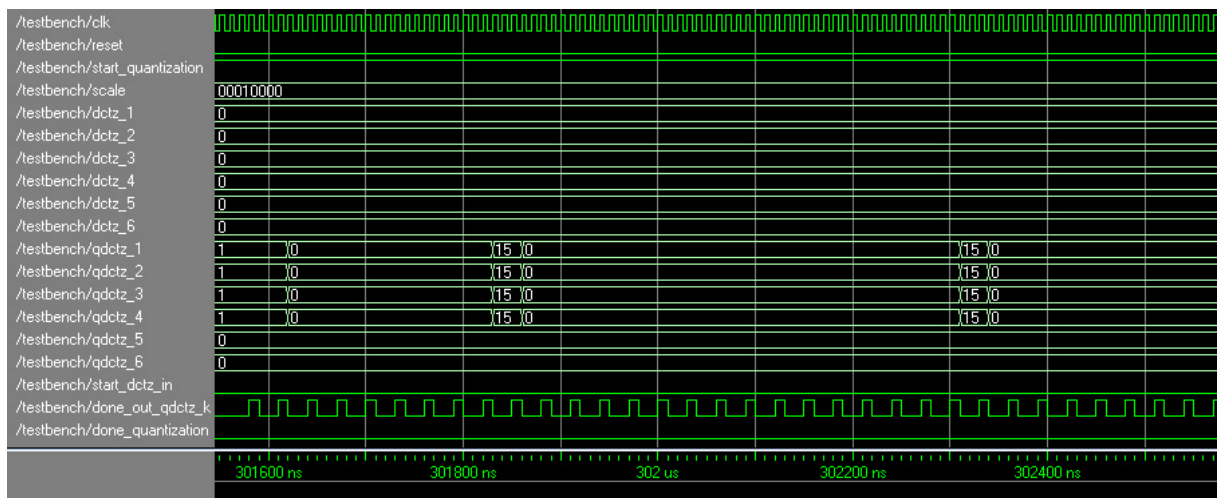 /testbench/clk
/testbench/reset
/testbench/start_quantization
/testbench/scale 00010000
/testbench/dctz_1 0
/testbench/dctz_2 0
/testbench/dctz_3 0
/testbench/dctz_4 0
/testbench/dctz_5 0
/testbench/dctz_6 0
/testbench/qdctz_1 1 0 15 0 15 0
/testbench/qdctz_2 1 0 15 0 15 0
/testbench/qdctz_3 1 0 15 0 15 0
/testbench/qdctz_4 1 0 15 0 15 0
/testbench/qdctz_5 0
/testbench/qdctz_6 0
/testbench/start_dctz_in
/testbench/done_out_qdctz_k
/testbench/done_quantization
301600 ns 301800 ns 302 us 302200 ns 302400 ns